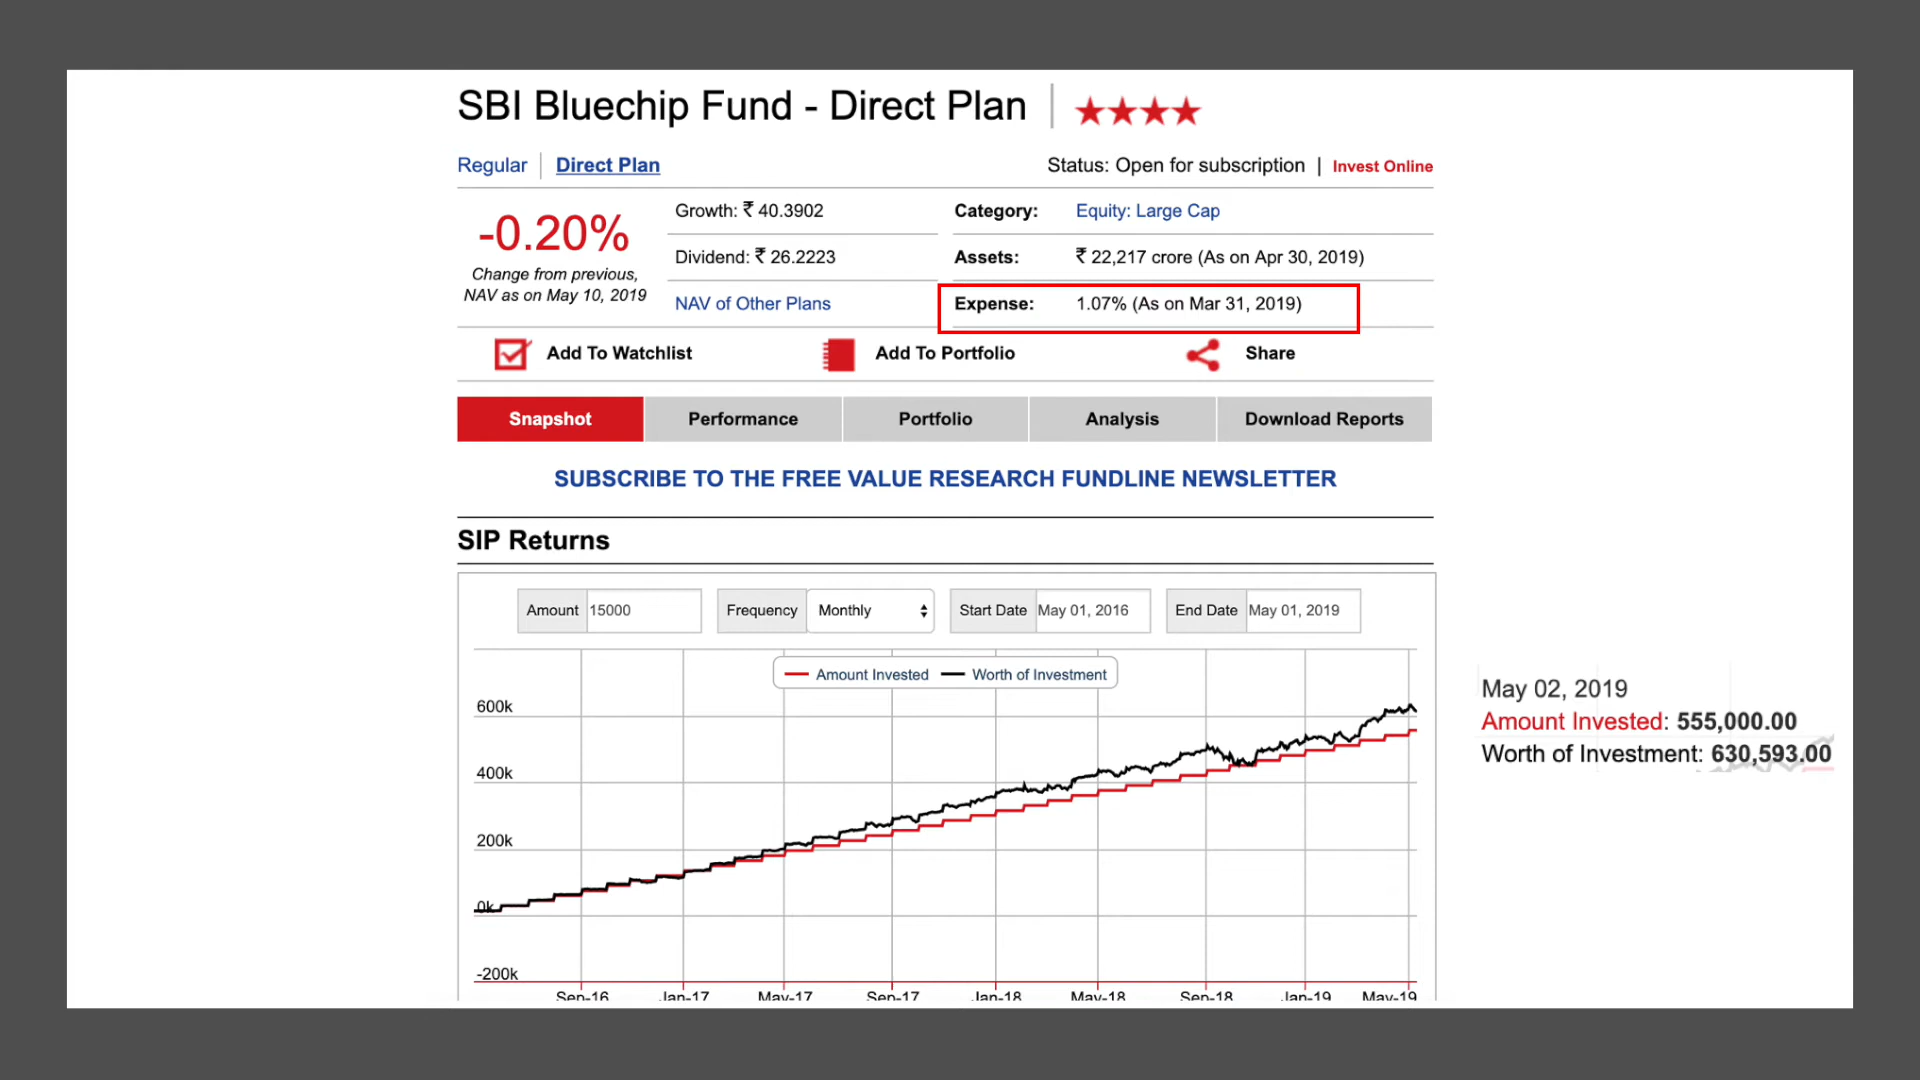 SBI Bluechip Fund - Direct Plan
Regular Direct Plan Status: Open for subscription | Invest Online
-0.20%
Change from previous,
NAV as on May 10, 2019
Growth: ₹ 40.3902
Dividend: ₹ 26.2223
NAV of Other Plans
Category: Equity: Large Cap
Assets: ₹ 22,217 crore (As on Apr 30, 2019)
Expense: 1.07% (As on Mar 31, 2019)
Add To Watchlist Add To Portfolio Share
Snapshot Performance Portfolio Analysis Download Reports
SUBSCRIBE TO THE FREE VALUE RESEARCH FUNDLINE NEWSLETTER
SIP Returns
Amount 15000 Frequency Monthly Start Date May 01, 2016 End Date May 01, 2019
Amount Invested Worth of Investment
600k
400k
200k
0k
-200k
Sep-16 Jan-17 May-17 Sep-17 Jan-18 May-18 Sep-18 Jan-19 May-19
May 02, 2019
Amount Invested: 555,000.00
Worth of Investment: 630,593.00